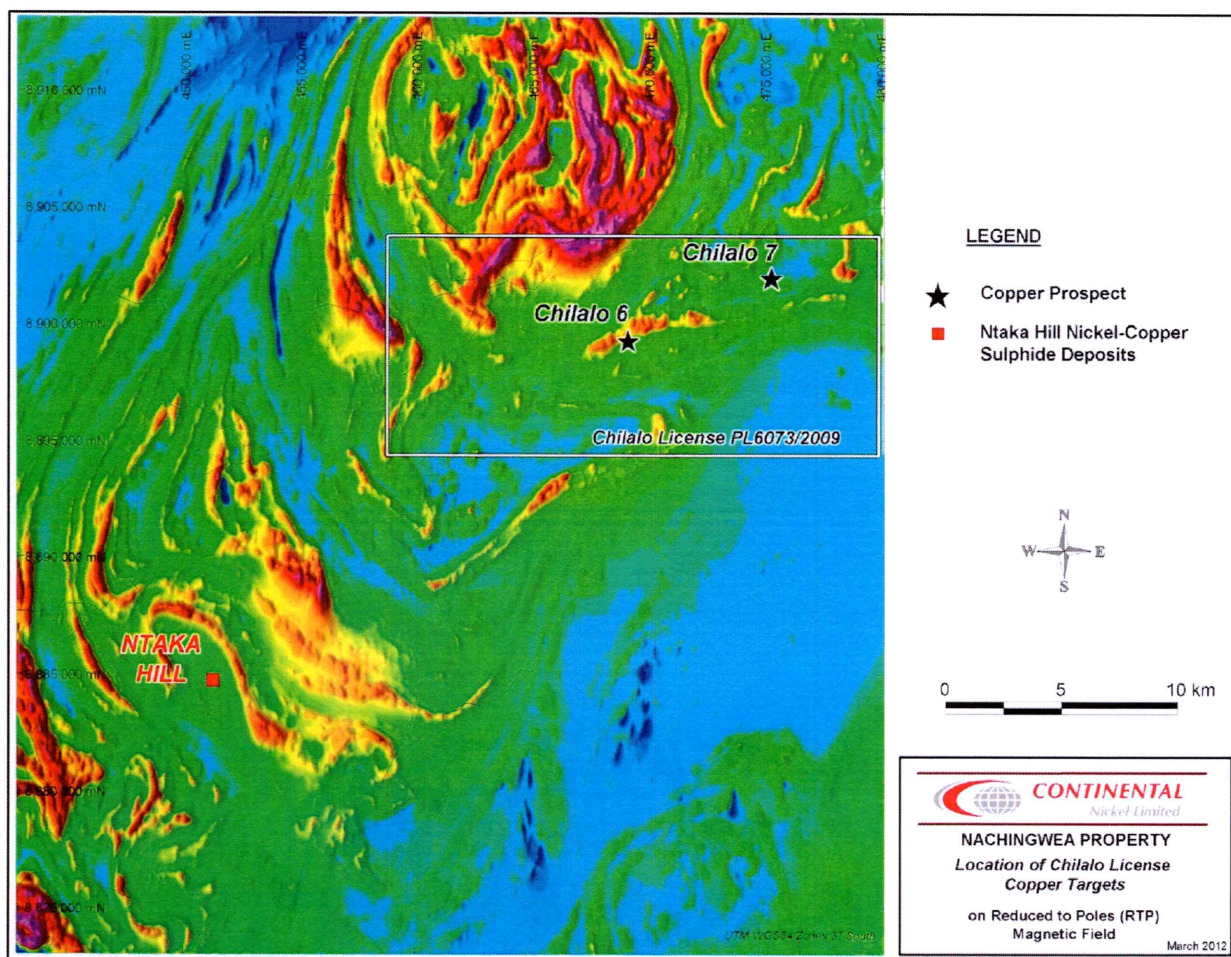 450,000 mE
455,000 mE
460,000 mE
465,000 mE
470,000 mE
475,000 mE
480,000 mE
8,910,000 mN
8,905,000 mN
8,900,000 mN
8,895,000 mN
8,890,000 mN
8,885,000 mN
8,880,000 mN
8,875,000 mN
Chilalo 7
Chilalo 6
Chilalo License PL6073/2009
NTAKA
HILL
UTM WGS84 Zones 37 South
LEGEND
Copper Prospect
Ntaka Hill Nickel-Copper
Sulphide Deposits
N
W E
S
0 5 10 km
CONTINENTAL
Nickel Limited
NACHINGWEA PROPERTY
Location of Chilalo License
Copper Targets
on Reduced to Poles (RTP)
Magnetic Field
March 2012